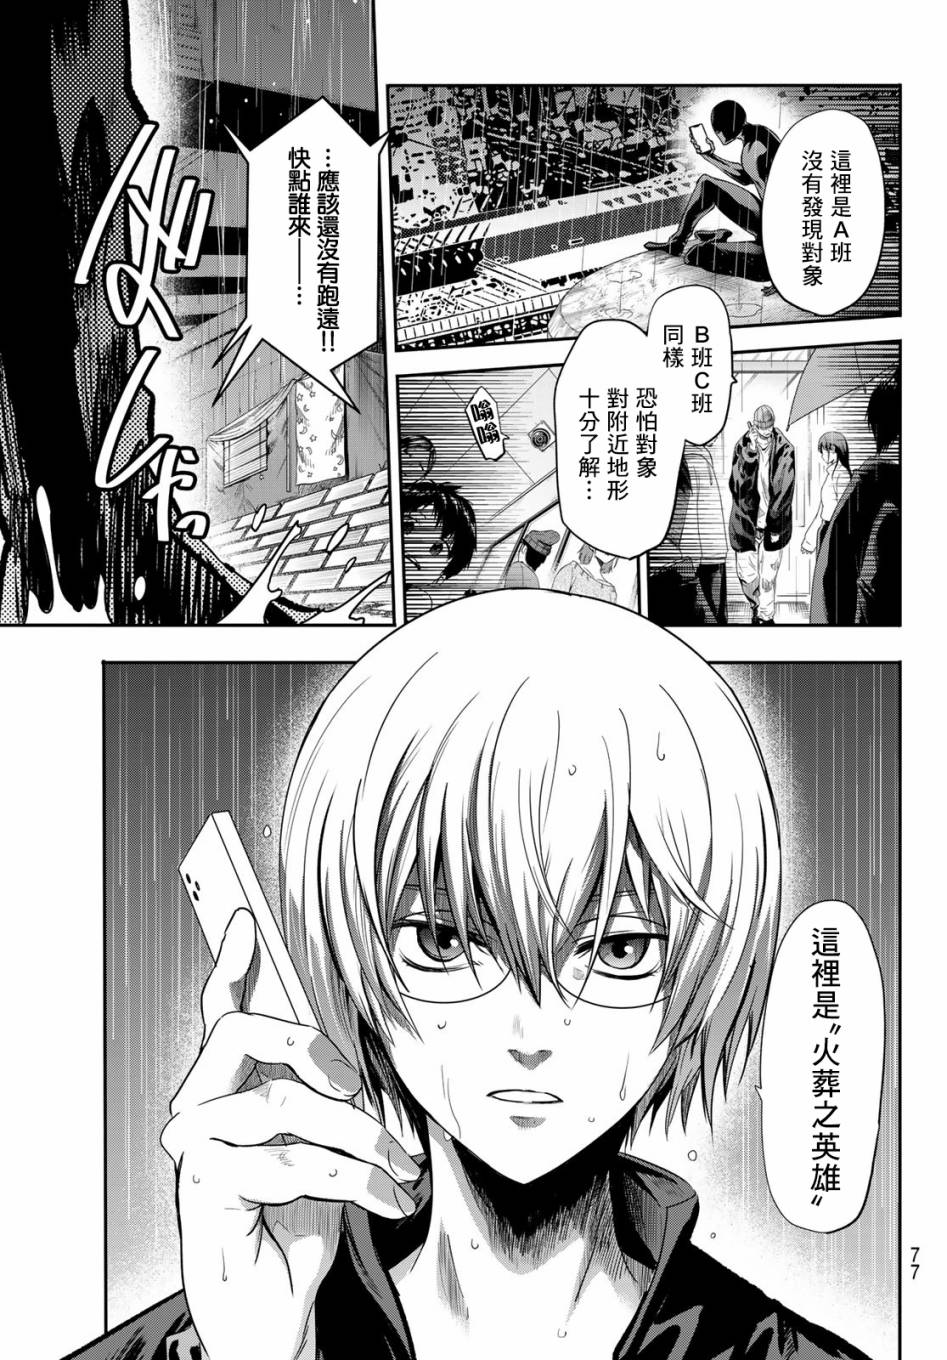 這裡是A班
沒有發現對象
B班C班
同樣
恐怕對象
對附近地形
十分了解…
嗡
嗡
…應該還沒有跑遠!!
快點誰來———…
這裡是〝火葬之英雄〟
77